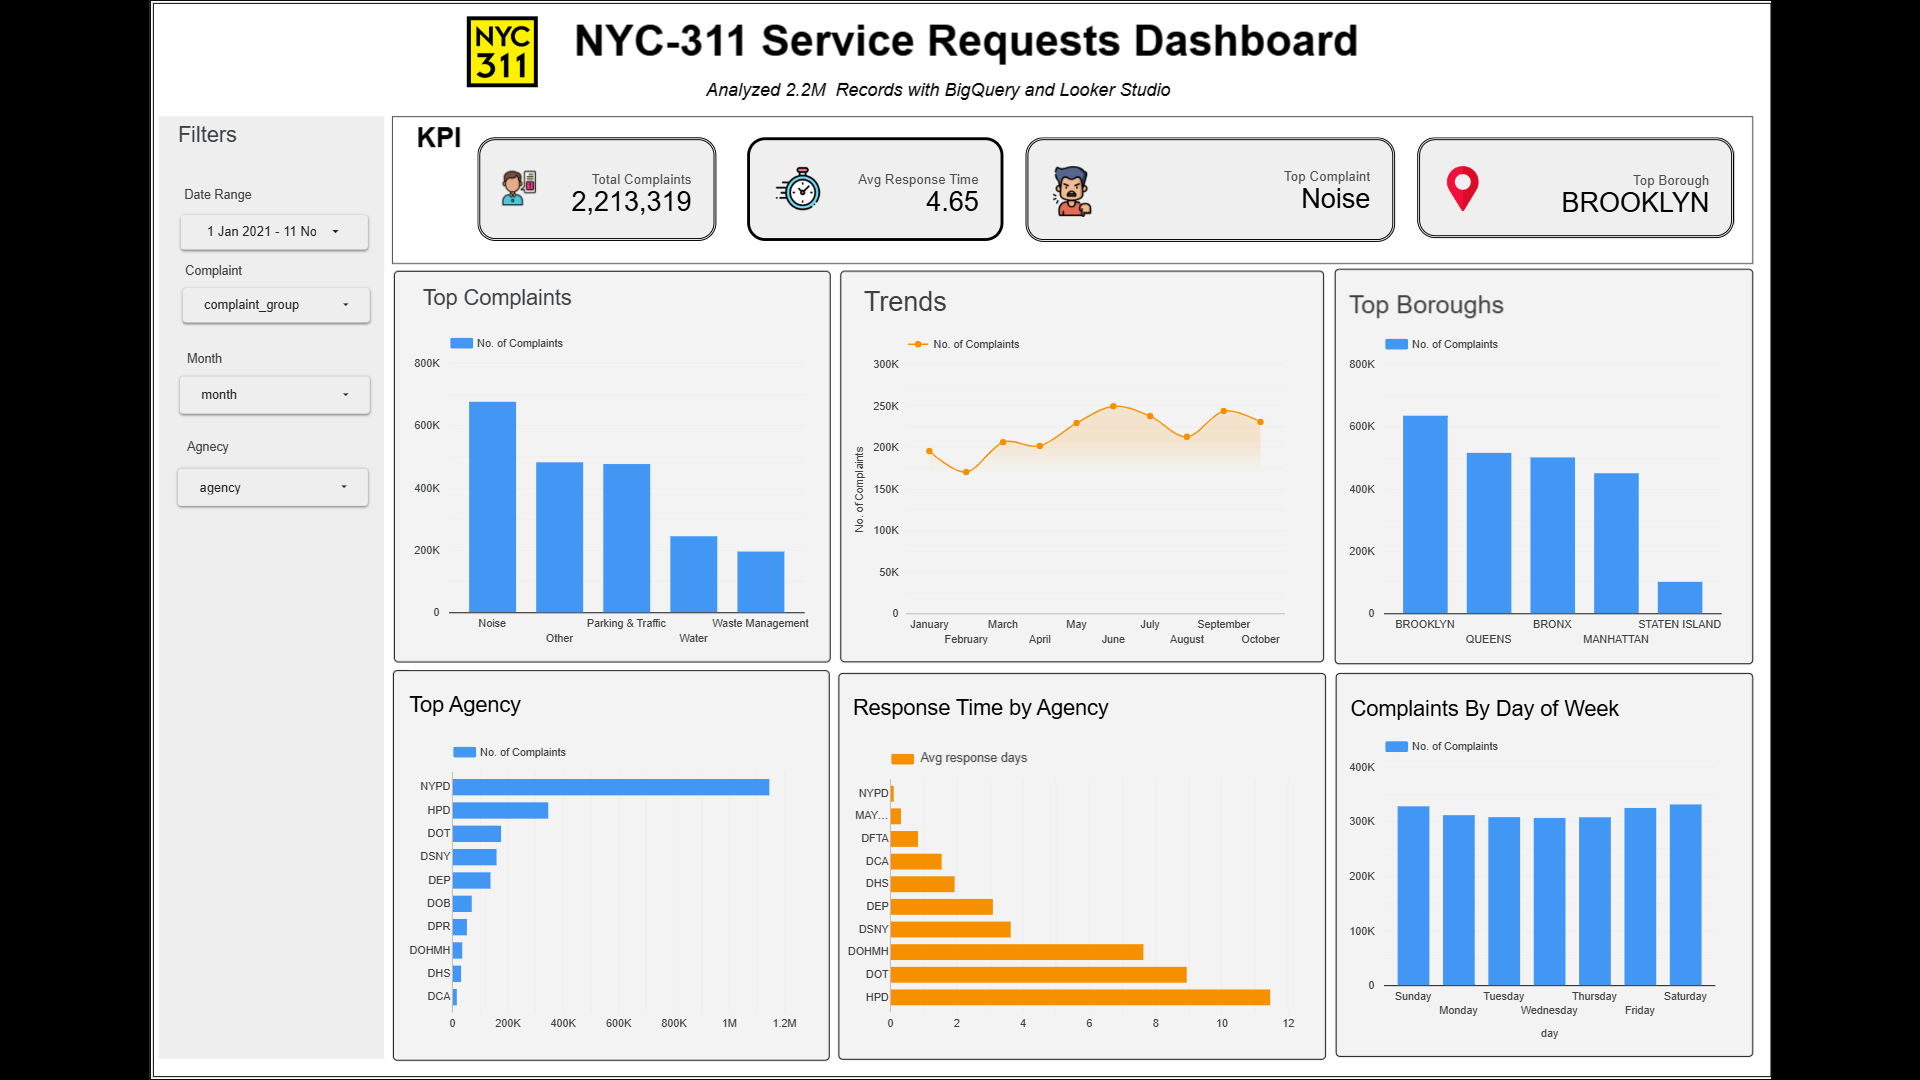 NYC
311
NYC-311 Service Requests Dashboard
Analyzed 2.2M Records with BigQuery and Looker Studio
Filters
Date Range
1 Jan 2021 - 11 No
Complaint
complaint_group
Month
month
Agnecy
agency
KPI
Total Complaints
2,213,319
Avg Response Time
4.65
Top Complaint
Noise
Top Borough
BROOKLYN
Top Complaints
No. of Complaints
800K
600K
400K
200K
0
Noise
Other
Parking & Traffic
Water
Waste Management
Trends
No. of Complaints
No. of Complaints
300K
250K
200K
150K
100K
50K
0
January
February
March
April
May
June
July
August
September
October
Top Boroughs
No. of Complaints
800K
600K
400K
200K
0
BROOKLYN
QUEENS
BRONX
MANHATTAN
STATEN ISLAND
Top Agency
No. of Complaints
NYPD
HPD
DOT
DSNY
DEP
DOB
DPR
DOHMH
DHS
DCA
0 200K 400K 600K 800K 1M 1.2M
Response Time by Agency
Avg response days
NYPD
MAY...
DFTA
DCA
DHS
DEP
DSNY
DOHMH
DOT
HPD
0 2 4 6 8 10 12
Complaints By Day of Week
No. of Complaints
400K
300K
200K
100K
0
Sunday
Monday
Tuesday
Wednesday
Thursday
Friday
Saturday
day